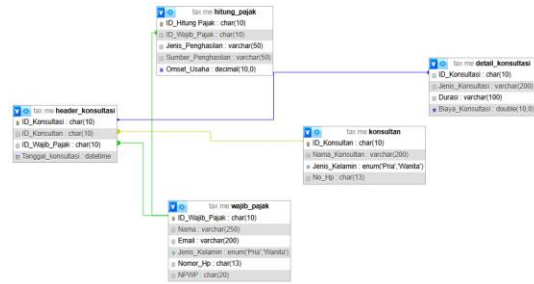 tax me hitung_pajak
ID_Hitung Pajak : char(10)
ID_Wajib_Pajak : char(10)
Jenis_Penghasilan : varchar(50)
Sumber_Penghasilan : varchar(50)
Omset_Usaha : decimal(10,0)
tax me detail_konsultasi
ID_Konsultasi : char(10)
Jenis_Konsultasi : varchar(200)
Durasi : varchar(100)
Biaya_Konsultasi : double(10,0)
tax me header_konsultasi
ID_Konsultasi : char(10)
ID_Konsultan : char(10)
ID_Wajib_Pajak : char(10)
Tanggal_konsultasi : datetime
tax me konsultan
ID_Konsultan : char(10)
Nama_Konsultan : varchar(200)
Jenis_Kelamin : enum('Pria','Wanita')
No_Hp : char(13)
tax me wajib_pajak
ID_Wajib_Pajak : char(10)
Nama : varchar(250)
Email : varchar(200)
Jenis_Kelamin : enum('Pria','Wanita')
Nomor_Hp : char(13)
NPWP : char(20)